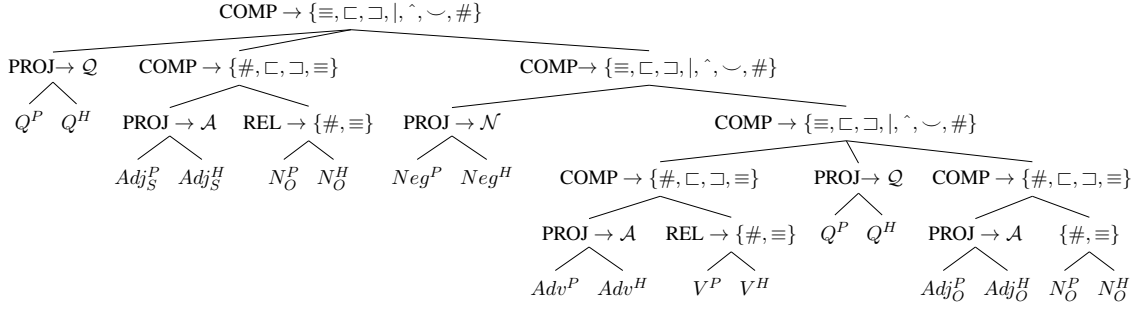 COMP → {≡, ⊏, ⊐, |, ˆ, ⌣, #}
PROJ→ 𝒬 COMP → {#, ⊏, ⊐, ≡} COMP→ {≡, ⊏, ⊐, |, ˆ, ⌣, #}
Q^P Q^H PROJ → 𝒜 REL → {#, ≡} PROJ → 𝒩 COMP → {≡, ⊏, ⊐, |, ˆ, ⌣, #}
Adj_S^P Adj_S^H N_O^P N_O^H Neg^P Neg^H COMP → {#, ⊏, ⊐, ≡} PROJ→ 𝒬 COMP → {#, ⊏, ⊐, ≡}
PROJ → 𝒜 REL → {#, ≡} Q^P Q^H PROJ → 𝒜 {#, ≡}
Adv^P Adv^H V^P V^H Adj_O^P Adj_O^H N_O^P N_O^H